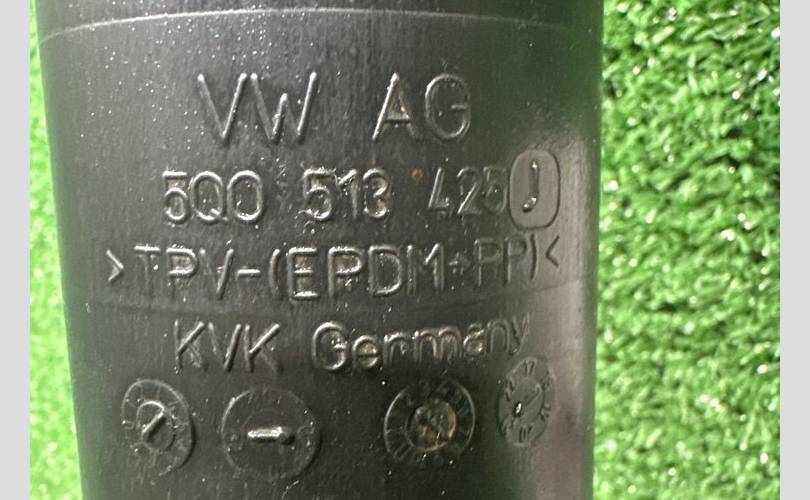 VW AG
5Q0 513 425 J
>TPV-(EPDM+PP)<
KVK Germany